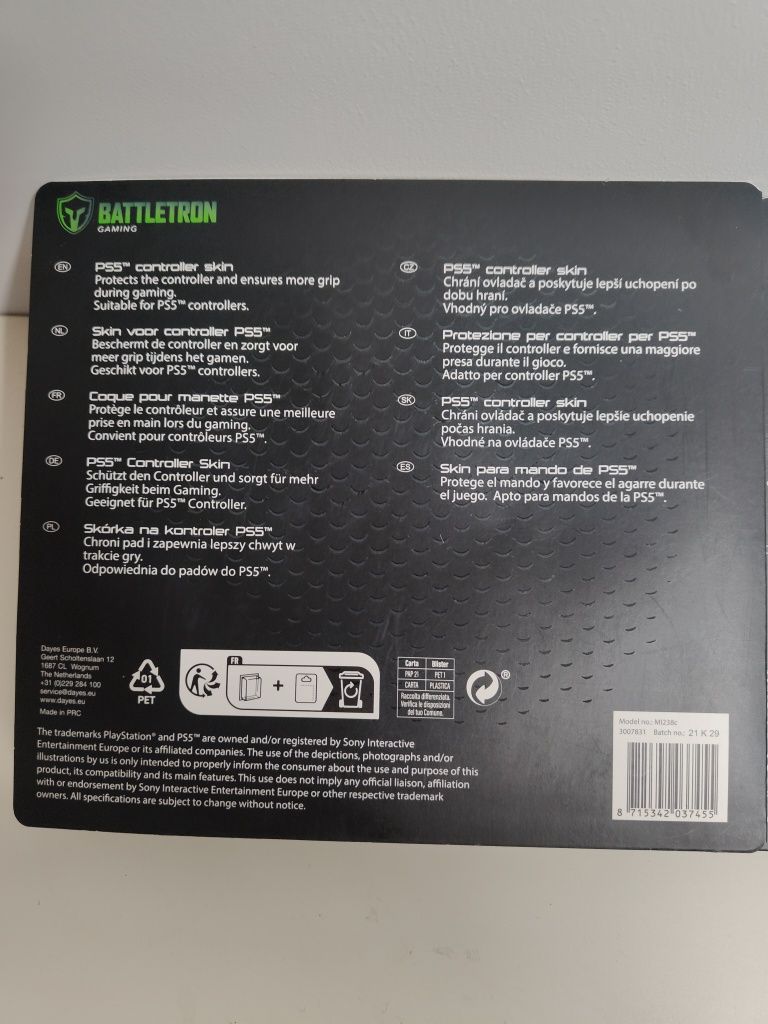 BATTLETRON
GAMING
EN PS5™ controller skin
Protects the controller and ensures more grip
during gaming.
Suitable for PS5™ controllers.
NL Skin voor controller PS5™
Beschermt de controller en zorgt voor
meer grip tijdens het gamen.
Geschikt voor PS5™ controllers.
FR Coque pour manette PS5™
Protège le contrôleur et assure une meilleure
prise en main lors du gaming.
Convient pour contrôleurs PS5™.
DE PS5™ Controller Skin
Schützt den Controller und sorgt für mehr
Griffigkeit beim Gaming.
Geeignet für PS5™ Controller.
PL Skórka na kontroler PS5™
Chroni pad i zapewnia lepszy chwyt w
trakcie gry.
Odpowiednia do padów do PS5™.
CZ PS5™ controller skin
Chrání ovladač a poskytuje lepší uchopení po
dobu hraní.
Vhodný pro ovladače PS5™.
IT Protezione per controller per PS5™
Protegge il controller e fornisce una maggiore
presa durante il gioco.
Adatto per controller PS5™.
SK PS5™ controller skin
Chráni ovládač a poskytuje lepšie uchopenie
počas hrania.
Vhodné na ovládače PS5™.
ES Skin para mando de PS5™
Protege el mando y favorece el agarre durante
el juego. Apto para mandos de la PS5™.
Dayes Europe B.V.
Geert Scholtenslaan 12
1687 CL Wognum
The Netherlands
+31 (0)229 284 100
service@dayes.eu
www.dayes.eu
Made in PRC
01
PET
FR
+
Carta Blister
PAP 21 PET 1
CARTA PLASTICA
Raccolta differenziata.
Verifica le disposizioni
del tuo Comune.
®
The trademarks PlayStation® and PS5™ are owned and/or registered by Sony Interactive
Entertainment Europe or its affiliated companies. The use of the depictions, photographs and/or
illustrations by us is only intended to properly inform the consumer about the use and purpose of this
product, its compatibility and its main features. This use does not imply any official liaison, affiliation
with or endorsement by Sony Interactive Entertainment Europe or other respective trademark
owners. All specifications are subject to change without notice.
Model no.: MI238c
3007831 Batch no.: 21 K 29
8 715342 037455